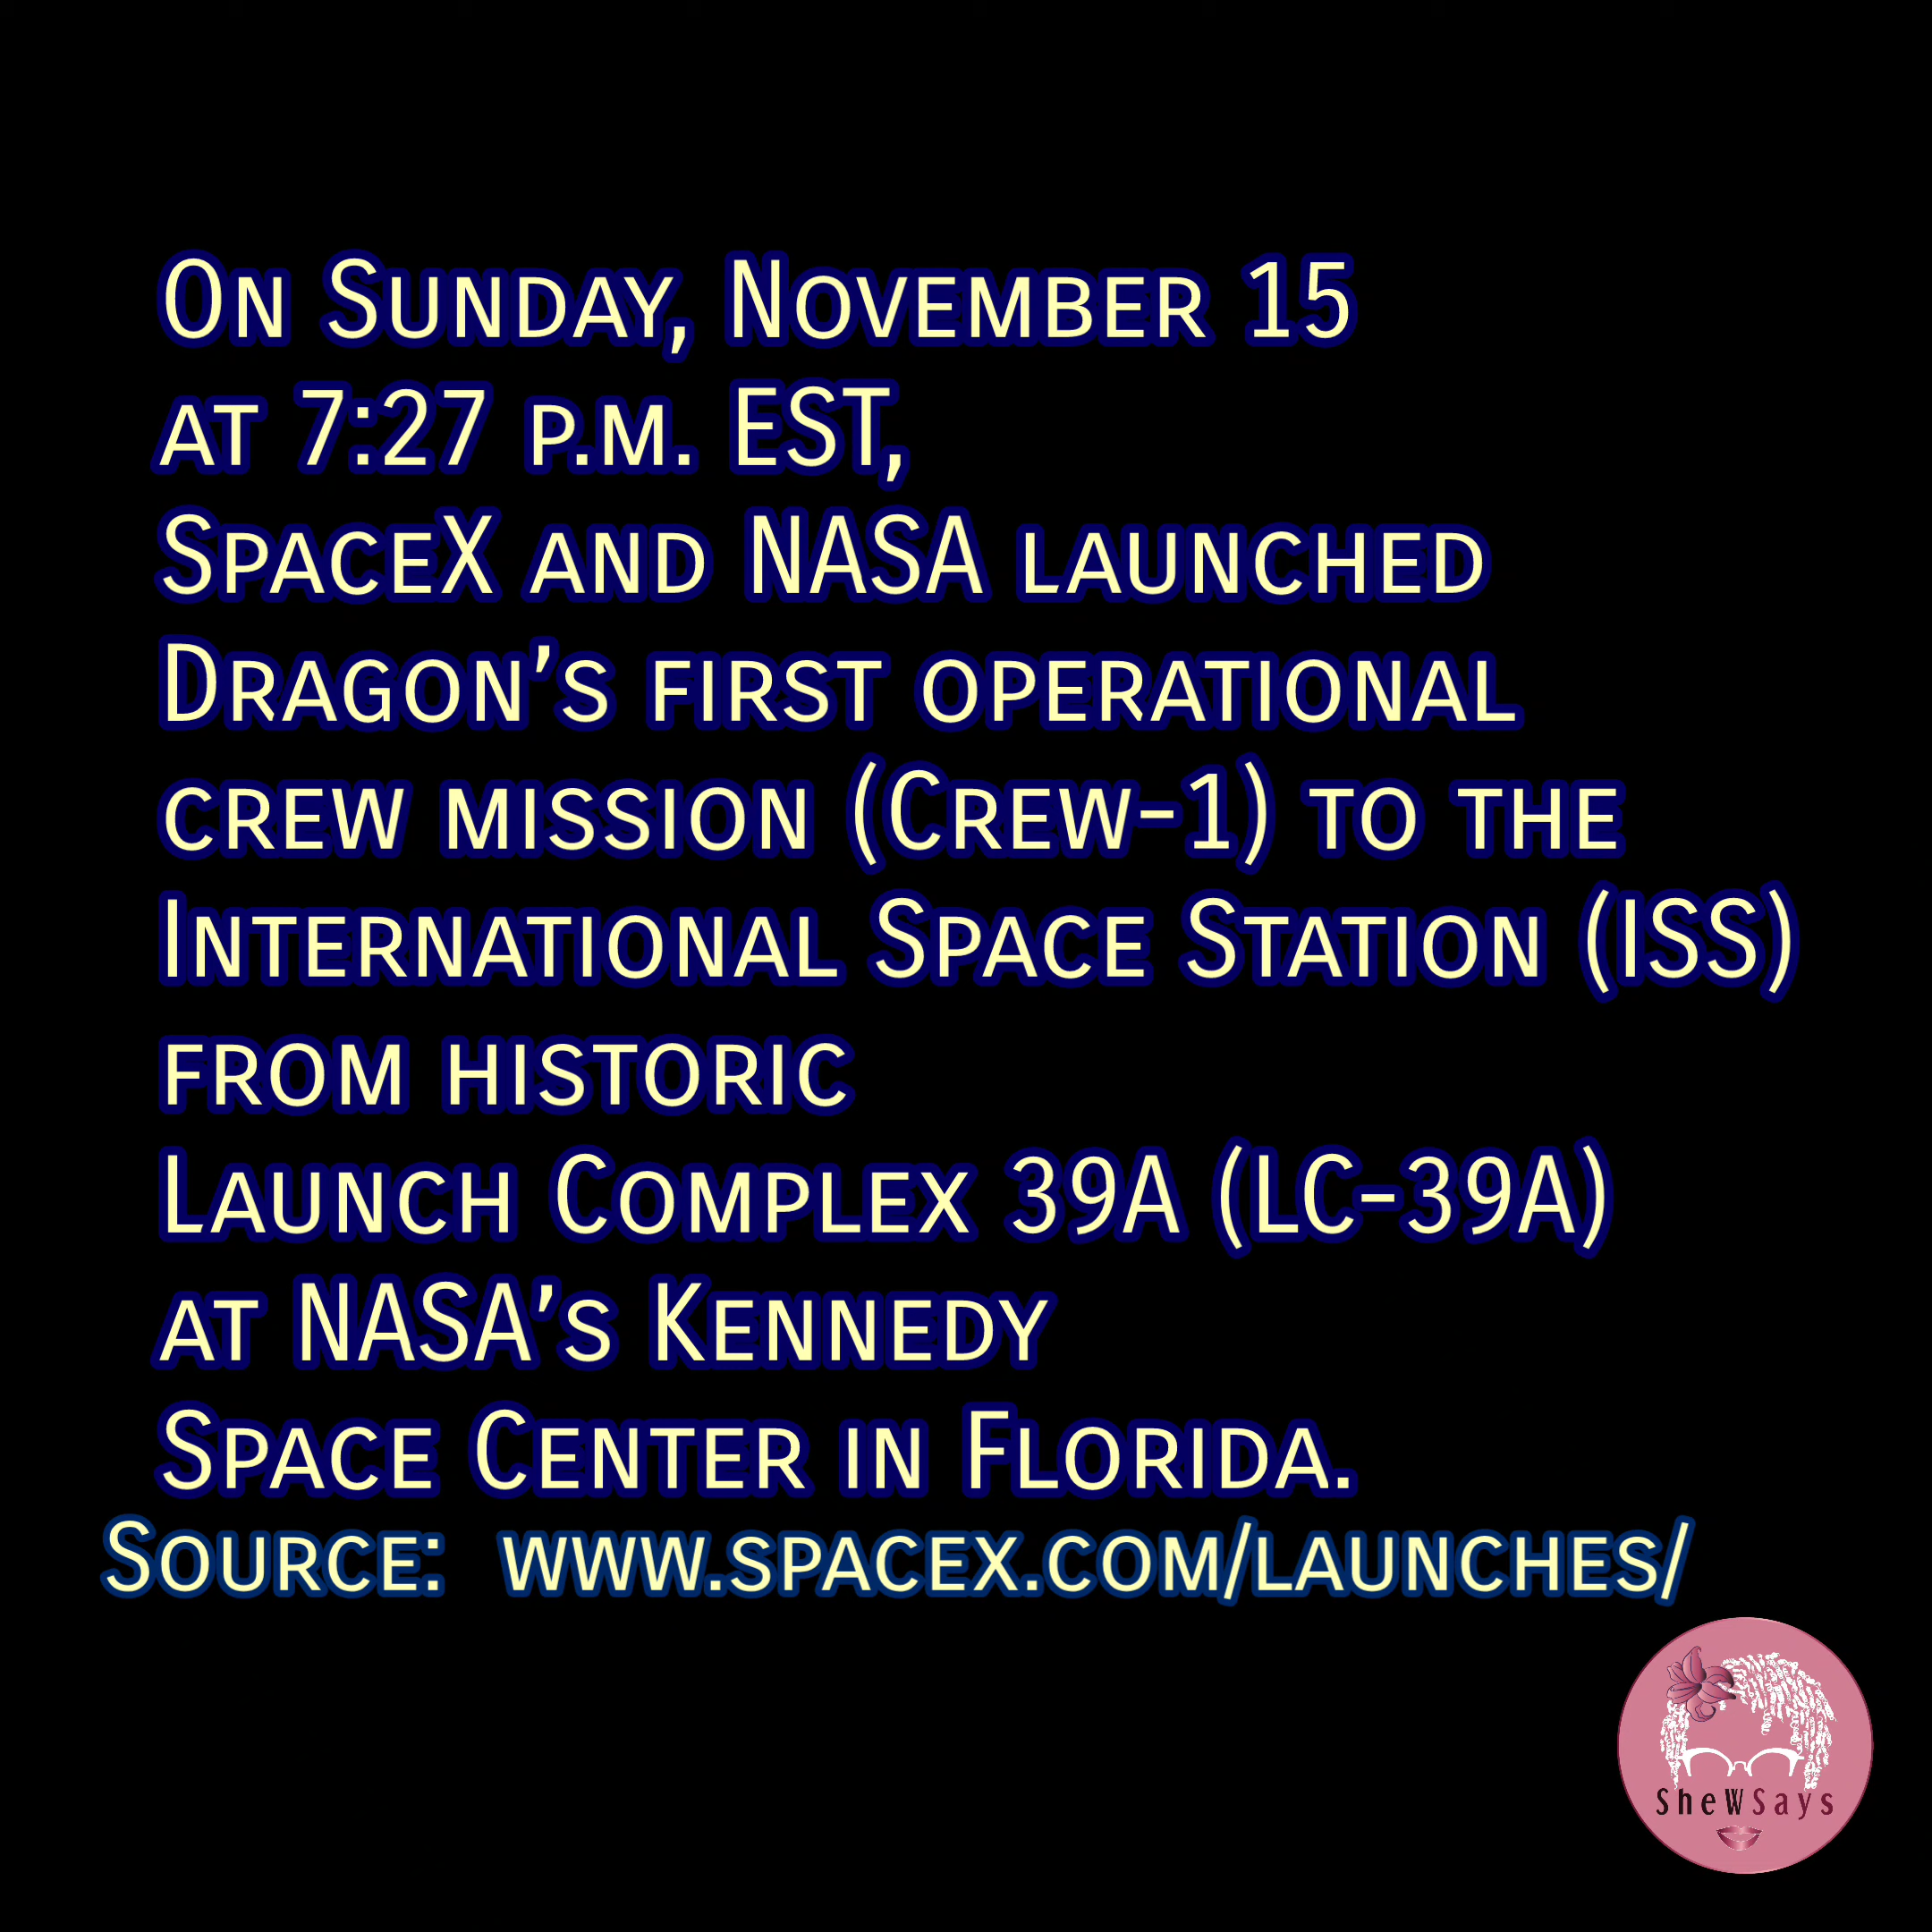 On Sunday, November 15
at 7:27 p.m. EST,
SpaceX and NASA launched
Dragon’s first operational
crew mission (Crew-1) to the
International Space Station (ISS)
from historic
Launch Complex 39A (LC-39A)
at NASA’s Kennedy
Space Center in Florida.
Source: www.spacex.com/launches/
SheWSays